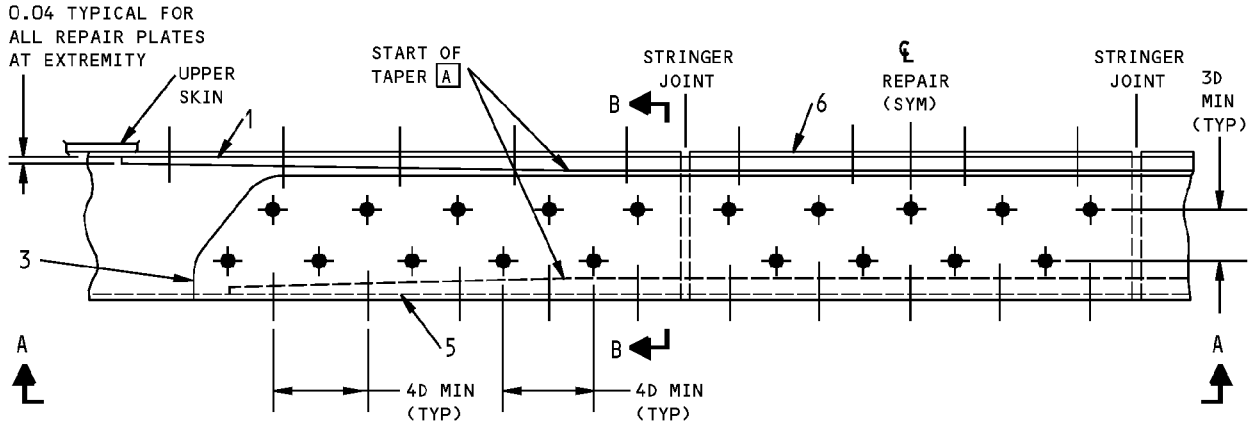 0.04 TYPICAL FOR
ALL REPAIR PLATES
AT EXTREMITY
UPPER
SKIN
1
START OF
TAPER A
B
STRINGER
JOINT
6
℄
REPAIR
(SYM)
STRINGER
JOINT
3D
MIN
(TYP)
3
5
B
A
A
4D MIN
(TYP)
4D MIN
(TYP)